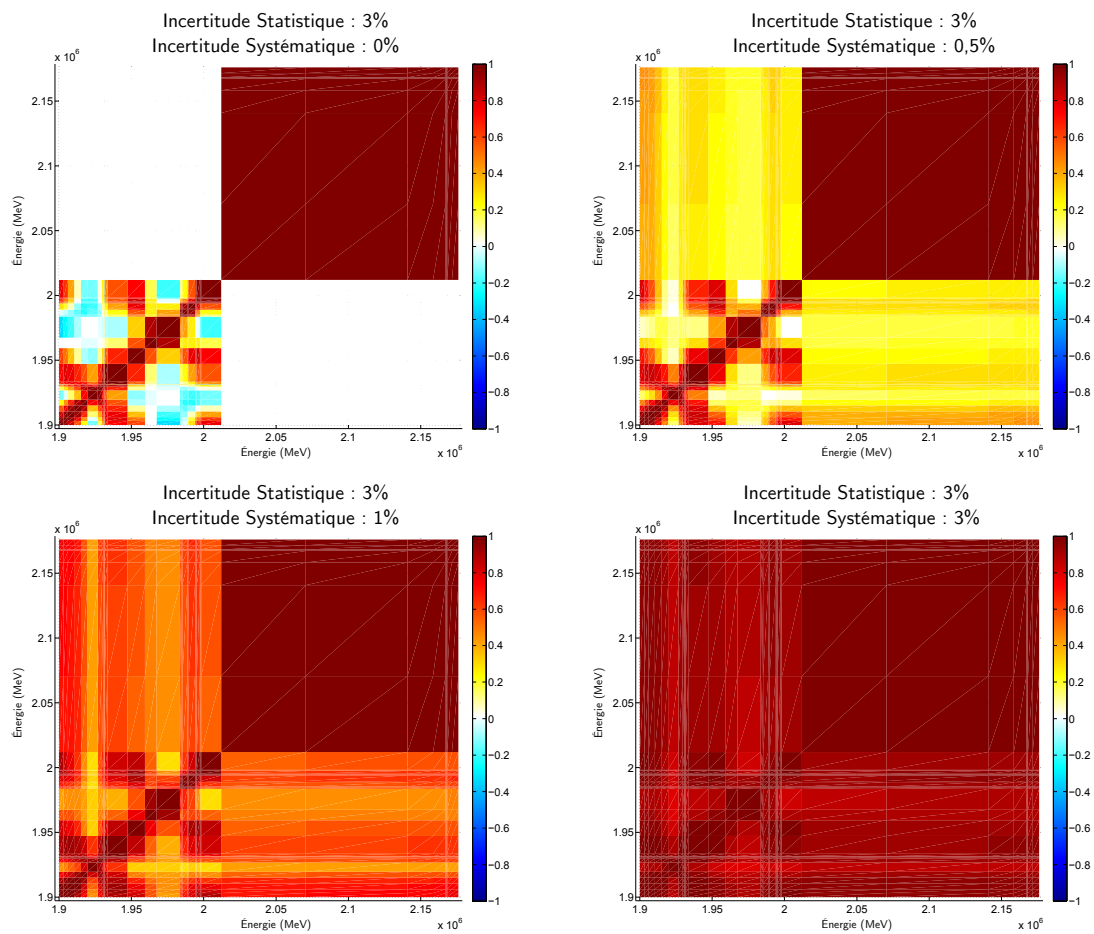 Incertitude Statistique : 3%
Incertitude Systématique : 0%
x 10^6
2.15
2.1
2.05
2
1.95
1.9
Énergie (MeV)
1.9 1.95 2 2.05 2.1 2.15
Énergie (MeV)
x 10^6
1
0.8
0.6
0.4
0.2
0
−0.2
−0.4
−0.6
−0.8
−1
Incertitude Statistique : 3%
Incertitude Systématique : 0,5%
x 10^6
2.15
2.1
2.05
2
1.95
1.9
Énergie (MeV)
1.9 1.95 2 2.05 2.1 2.15
Énergie (MeV)
x 10^6
1
0.8
0.6
0.4
0.2
0
−0.2
−0.4
−0.6
−0.8
−1
Incertitude Statistique : 3%
Incertitude Systématique : 1%
x 10^6
2.15
2.1
2.05
2
1.95
1.9
Énergie (MeV)
1.9 1.95 2 2.05 2.1 2.15
Énergie (MeV)
x 10^6
1
0.8
0.6
0.4
0.2
0
−0.2
−0.4
−0.6
−0.8
−1
Incertitude Statistique : 3%
Incertitude Systématique : 3%
x 10^6
2.15
2.1
2.05
2
1.95
1.9
Énergie (MeV)
1.9 1.95 2 2.05 2.1 2.15
Énergie (MeV)
x 10^6
1
0.8
0.6
0.4
0.2
0
−0.2
−0.4
−0.6
−0.8
−1